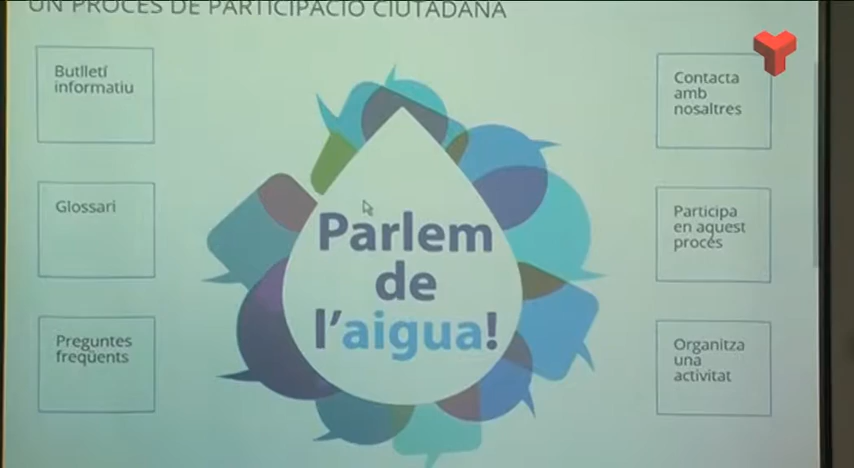 UN PROCÉS DE PARTICIPACIÓ CIUTADANA
Butlletí
informatiu
Contacta
amb
nosaltres
Glossari
Participa
en aquest
procés
Parlem
de
l'aigua!
Preguntes
freqüents
Organitza
una
activitat